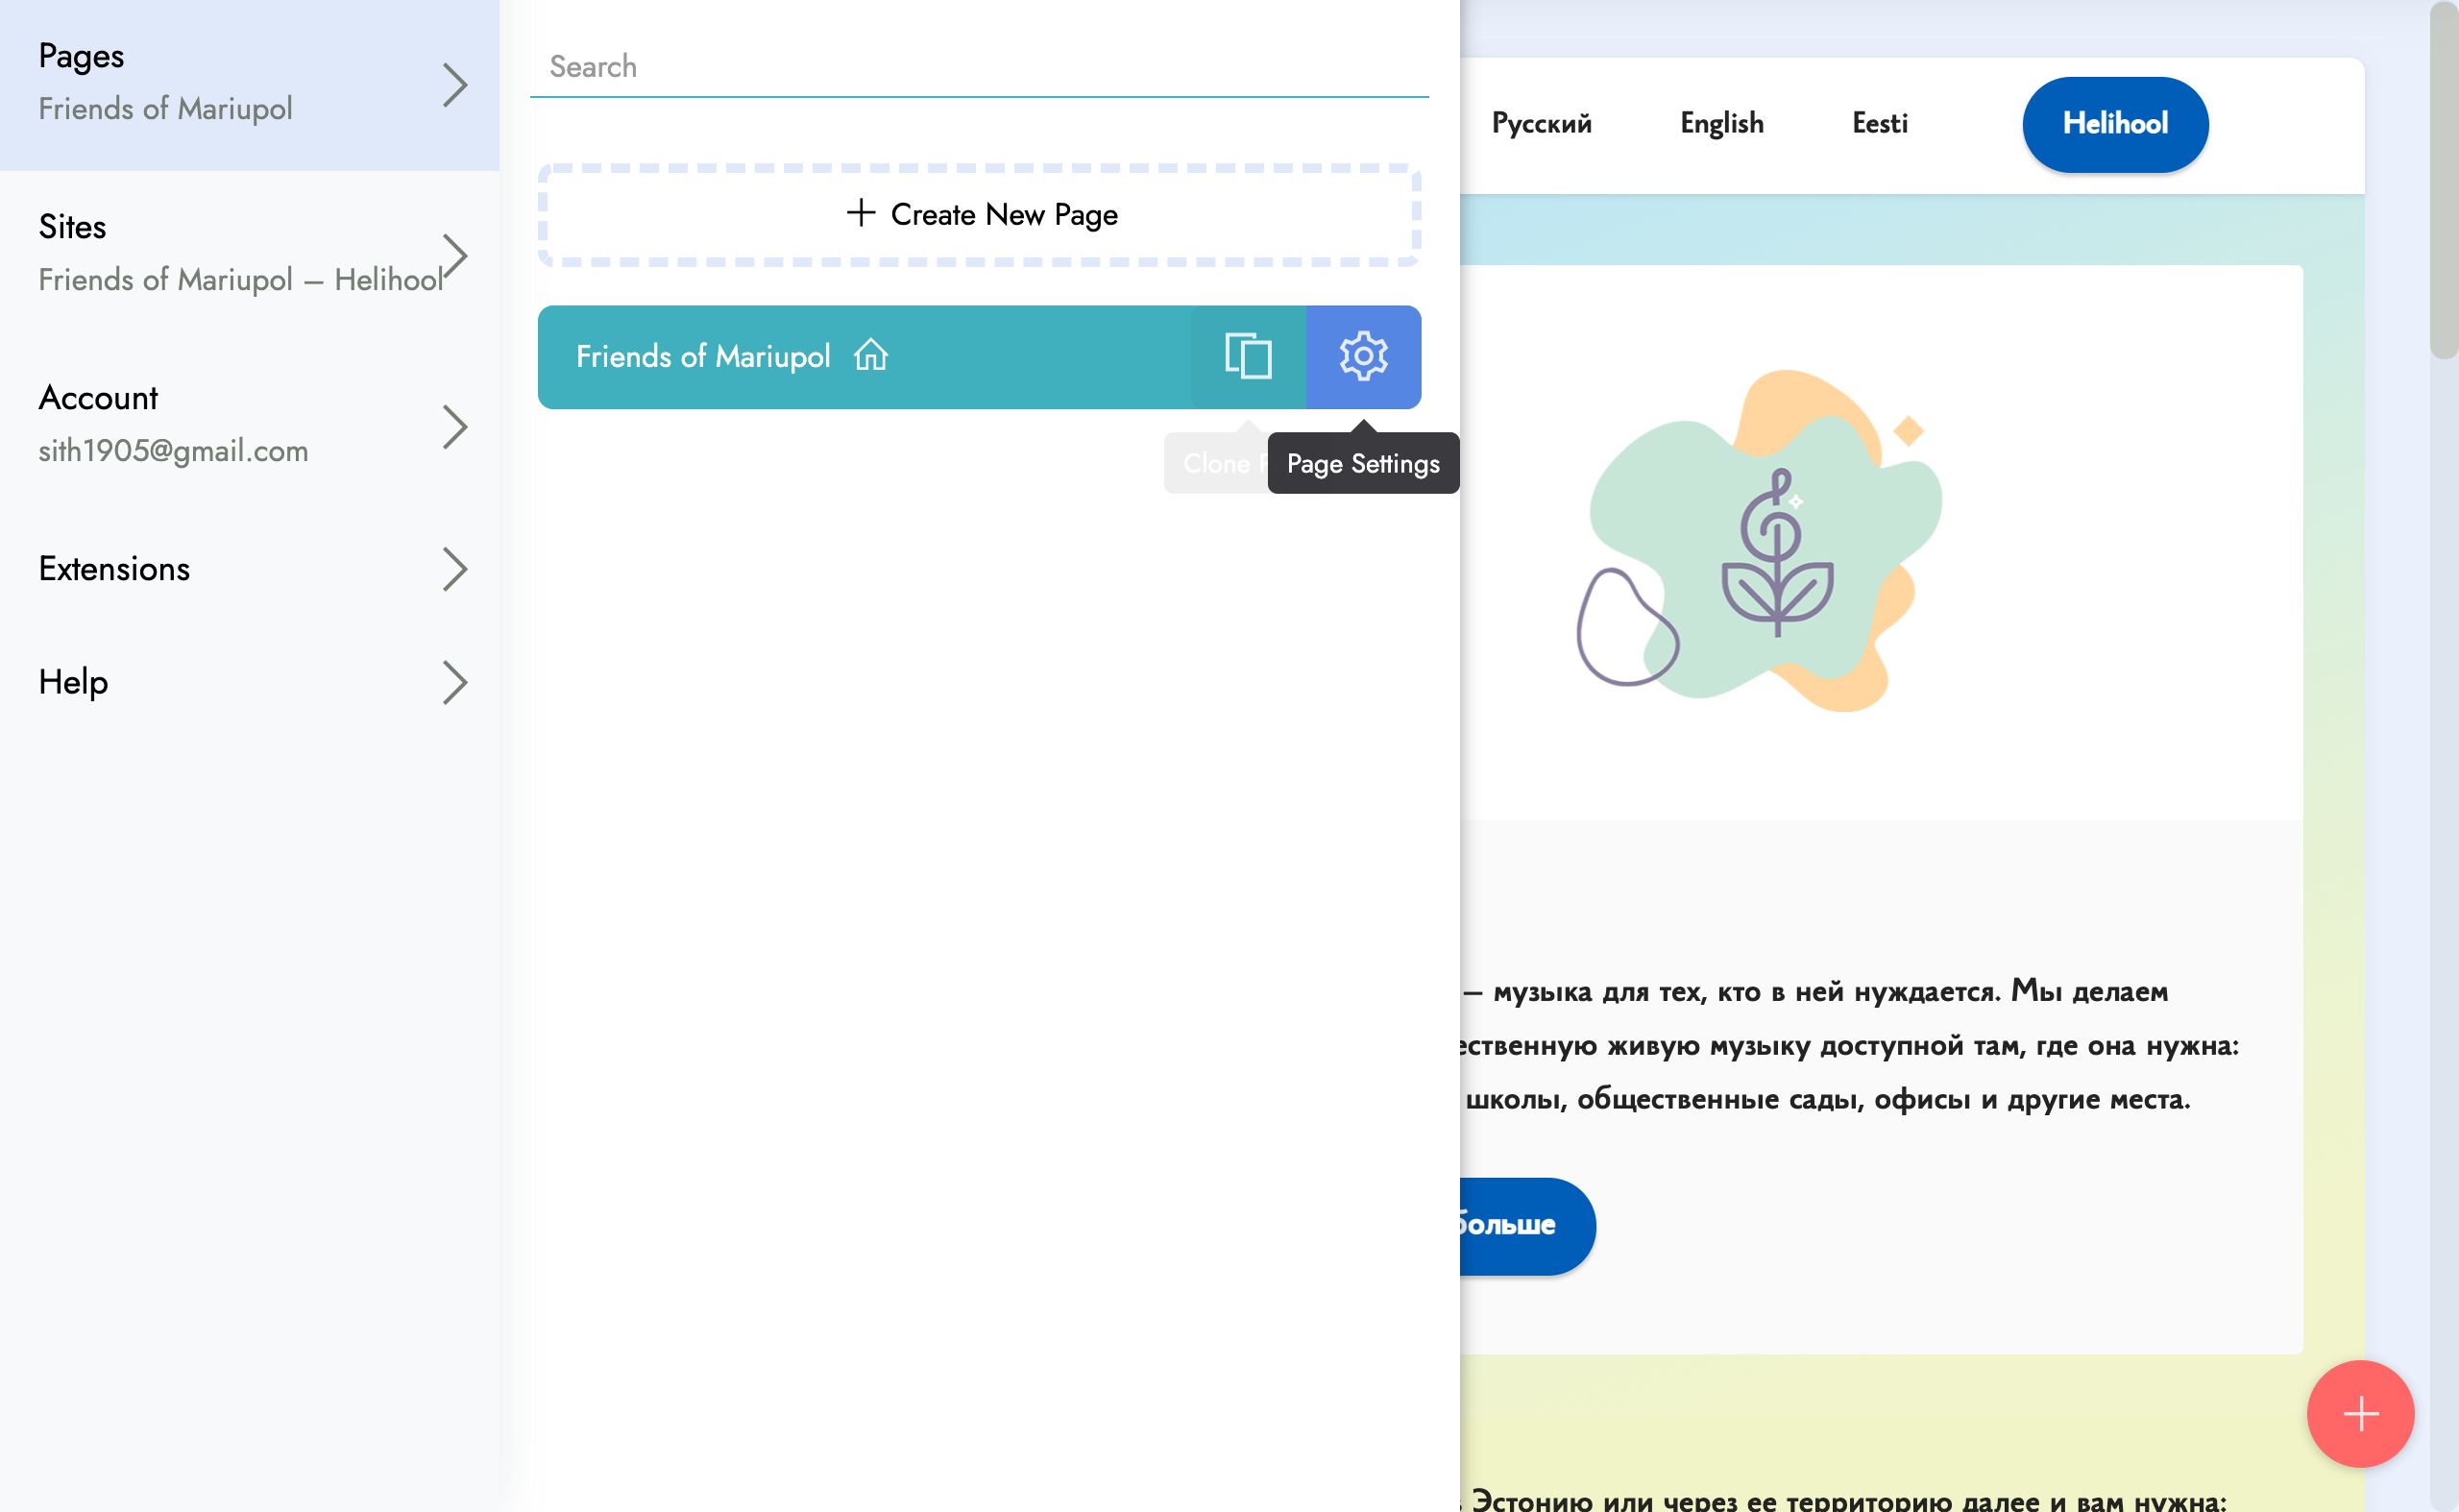 Pages
Friends of Mariupol
Sites
Friends of Mariupol – Helihool
Account
sith1905@gmail.com
Extensions
Help
Search
Create New Page
Friends of Mariupol
Clone
Page Settings
Русский English Eesti Helihool
– музыка для тех, кто в ней нуждается. Мы делаем
живую музыку доступной там, где она нужна:
школы, общественные сады, офисы и другие места.
больше
Эстонию или через ее территорию далее и вам нужна: